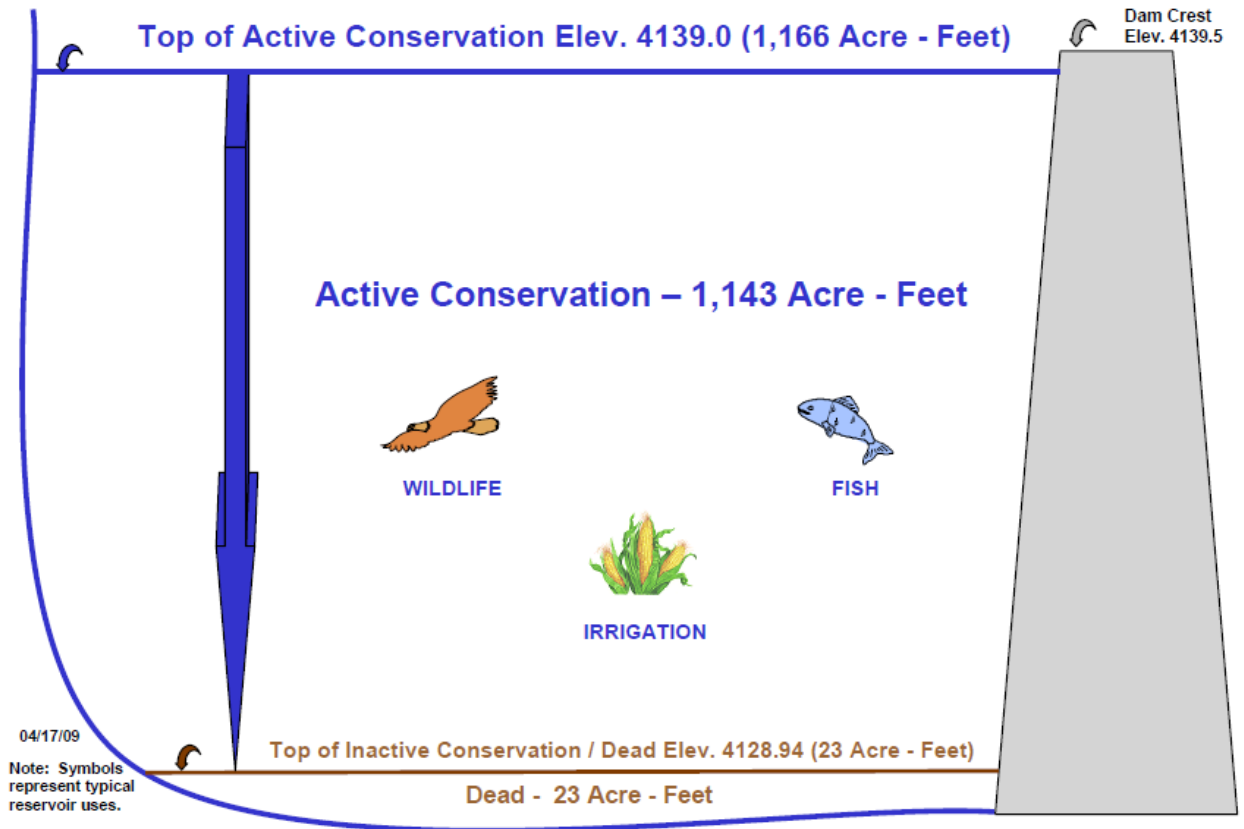 Top of Active Conservation Elev. 4139.0 (1,166 Acre - Feet)
Dam Crest
Elev. 4139.5
Active Conservation – 1,143 Acre - Feet
WILDLIFE
FISH
IRRIGATION
04/17/09
Note: Symbols
represent typical
reservoir uses.
Top of Inactive Conservation / Dead Elev. 4128.94 (23 Acre - Feet)
Dead - 23 Acre - Feet